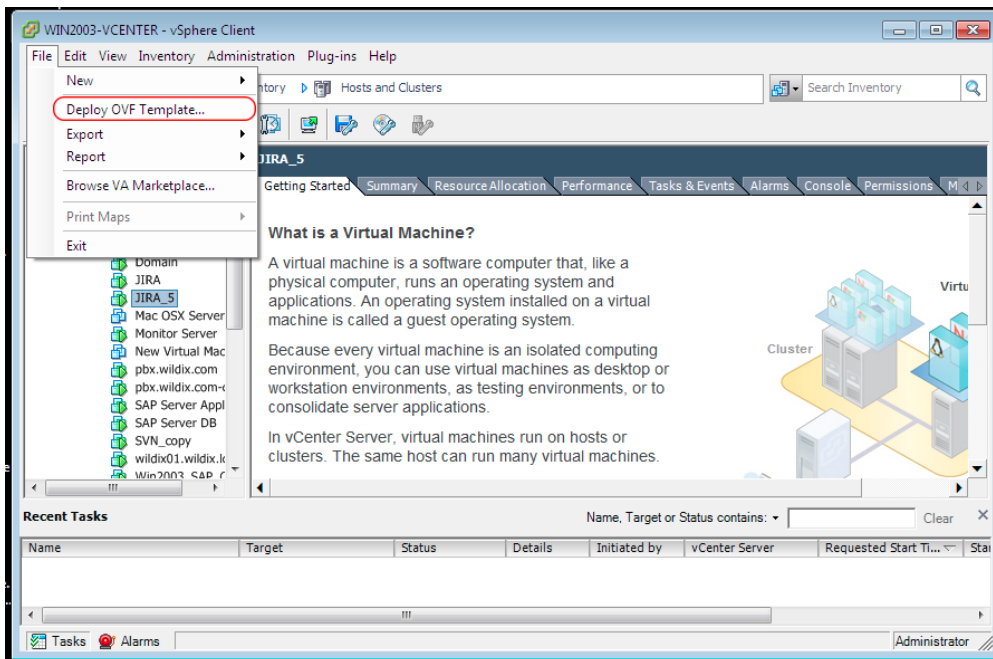 WIN2003-VCENTER - vSphere Client
File Edit View Inventory Administration Plug-ins Help
New
Deploy OVF Template...
Export
Report
Browse VA Marketplace...
Print Maps
Exit
Hosts and Clusters
Search Inventory
JIRA_5
Getting Started Summary Resource Allocation Performance Tasks & Events Alarms Console Permissions M
Domain
JIRA
JIRA_5
Mac OSX Server
Monitor Server
New Virtual Mac
pbx.wildix.com
pbx.wildix.com-
SAP Server Appl
SAP Server DB
SVN_copy
wildix01.wildix.lc
Win2003 SAP
What is a Virtual Machine?
A virtual machine is a software computer that, like a
physical computer, runs an operating system and
applications. An operating system installed on a virtual
machine is called a guest operating system.
Because every virtual machine is an isolated computing
environment, you can use virtual machines as desktop or
workstation environments, as testing environments, or to
consolidate server applications.
In vCenter Server, virtual machines run on hosts or
clusters. The same host can run many virtual machines.
Virtu
Cluster
Recent Tasks
Name, Target or Status contains:
Clear
Name Target Status Details Initiated by vCenter Server Requested Start Ti... Star
Tasks Alarms
Administrator